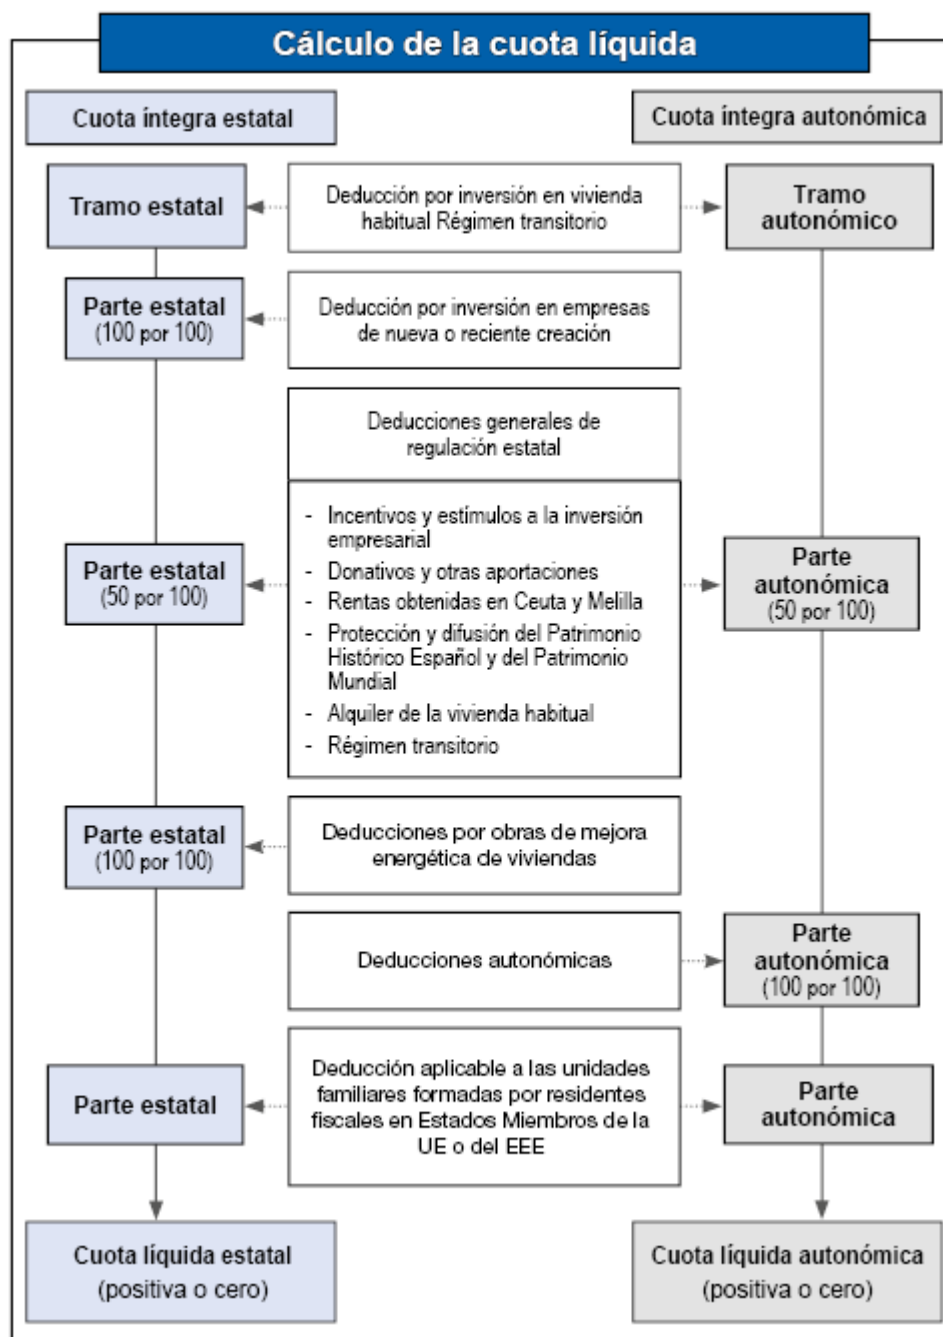 Cálculo de la cuota líquida
Cuota íntegra estatal
Cuota íntegra autonómica
Tramo estatal
Deducción por inversión en vivienda
habitual Régimen transitorio
Tramo
autonómico
Parte estatal
(100 por 100)
Deducción por inversión en empresas
de nueva o reciente creación
Deducciones generales de
regulación estatal
Parte estatal
(50 por 100)
- Incentivos y estímulos a la inversión
empresarial
- Donativos y otras aportaciones
- Rentas obtenidas en Ceuta y Melilla
- Protección y difusión del Patrimonio
Histórico Español y del Patrimonio
Mundial
- Alquiler de la vivienda habitual
- Régimen transitorio
Parte
autonómica
(50 por 100)
Parte estatal
(100 por 100)
Deducciones por obras de mejora
energética de viviendas
Deducciones autonómicas
Parte
autonómica
(100 por 100)
Parte estatal
Deducción aplicable a las unidades
familiares formadas por residentes
fiscales en Estados Miembros de la
UE o del EEE
Parte
autonómica
Cuota líquida estatal
(positiva o cero)
Cuota líquida autonómica
(positiva o cero)